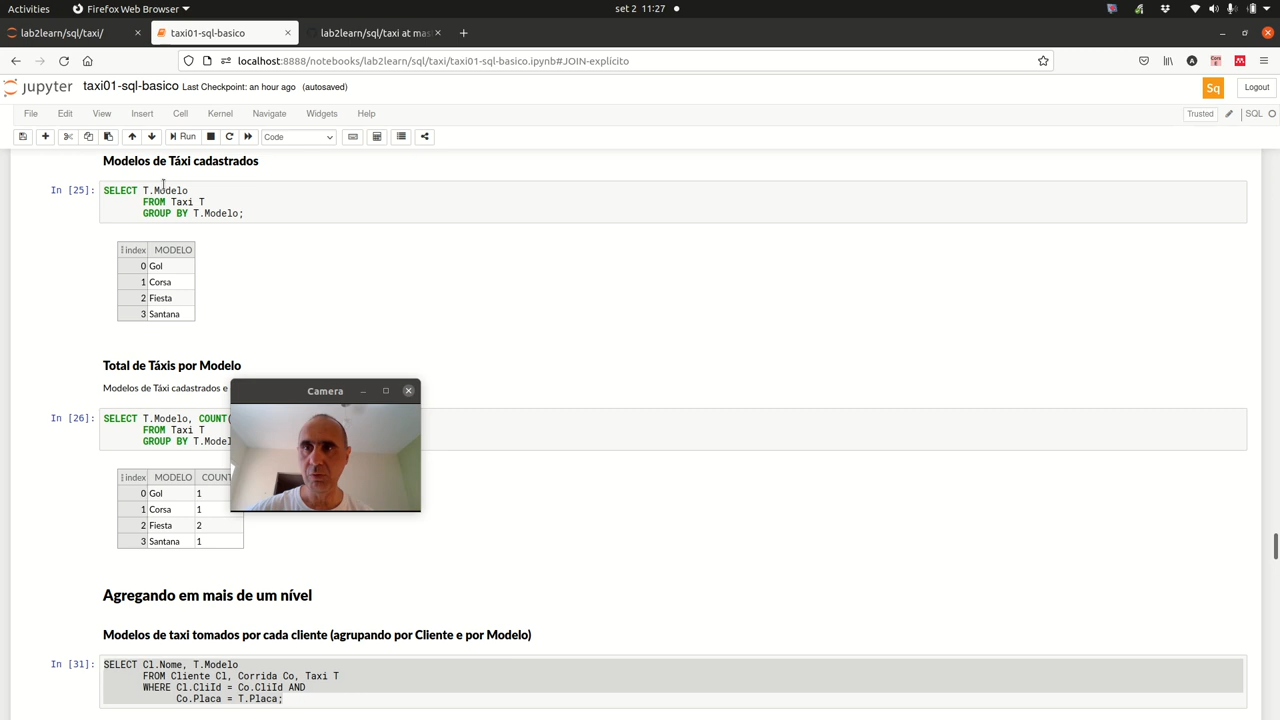 Activities
Firefox Web Browser
set 2 11:27
lab2learn/sql/taxi/
taxi01-sql-basico
lab2learn/sql/taxi at mas
localhost:8888/notebooks/lab2learn/sql/taxi/taxi01-sql-basico.ipynb#JOIN-explicito
jupyter taxi01-sql-basico Last Checkpoint: an hour ago (autosaved)
Sq
Logout
File Edit View Insert Cell Kernel Navigate Widgets Help
Trusted
SQL
Run
Code
Modelos de Táxi cadastrados
In [25]: SELECT T.Modelo
FROM Taxi T
GROUP BY T.Modelo;
index MODELO
0 Gol
1 Corsa
2 Fiesta
3 Santana
Total de Táxis por Modelo
Modelos de Táxi cadastrados e
Camera
In [26]: SELECT T.Modelo, COUNT(
FROM Taxi T
GROUP BY T.Model
index MODELO COUNT
0 Gol 1
1 Corsa 1
2 Fiesta 2
3 Santana 1
Agregando em mais de um nível
Modelos de taxi tomados por cada cliente (agrupando por Cliente e por Modelo)
In [31]: SELECT Cl.Nome, T.Modelo
FROM Cliente Cl, Corrida Co, Taxi T
WHERE Cl.CliId = Co.CliId AND
Co.Placa = T.Placa;